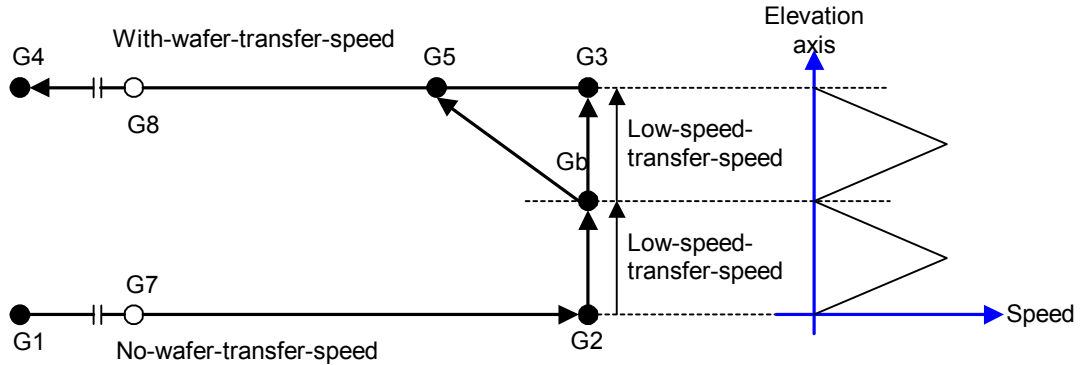 Elevation
axis
With-wafer-transfer-speed
G4
G5
G3
G8
Low-speed-
transfer-speed
Gb
Low-speed-
transfer-speed
G7
Speed
G1
G2
No-wafer-transfer-speed